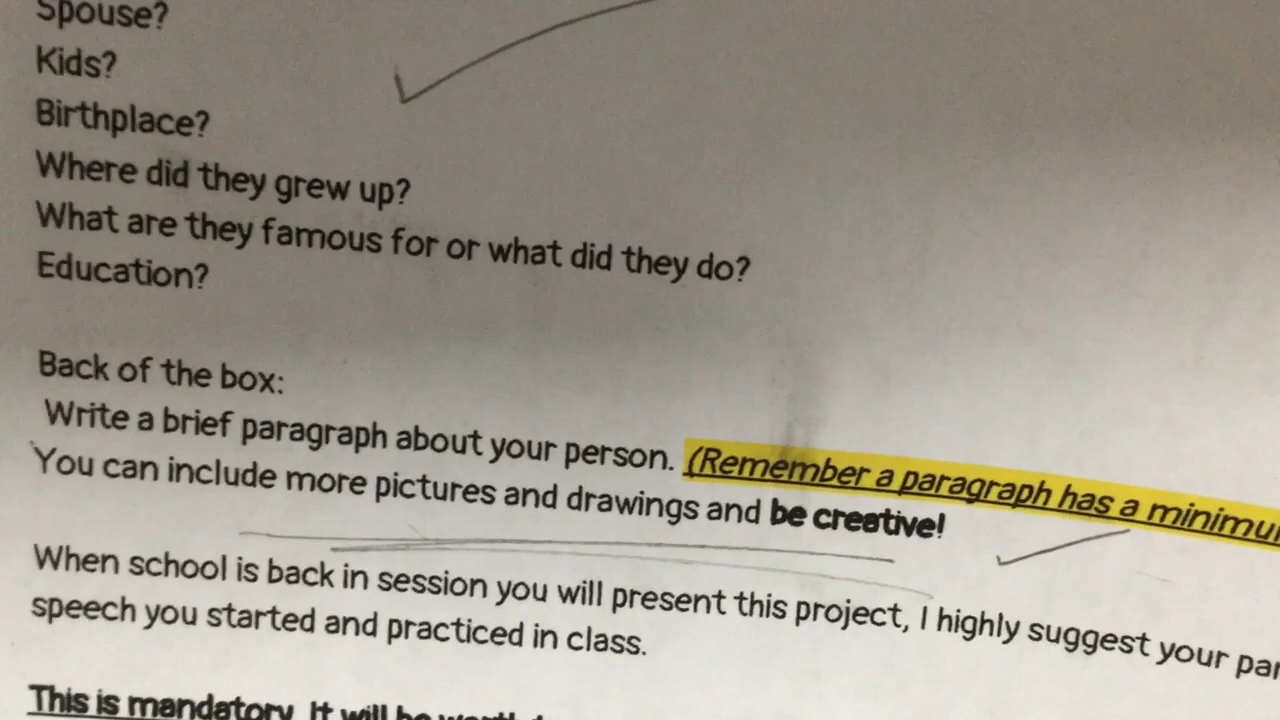 Spouse?
Kids?
Birthplace?
Where did they grew up?
What are they famous for or what did they do?
Education?
Back of the box:
Write a brief paragraph about your person. (Remember a paragraph has a
You can include more pictures and drawings and be creative!
When school is back in session you will present this project, I highly suggest your
speech you started and practiced in class.
This is mandatory. It will be